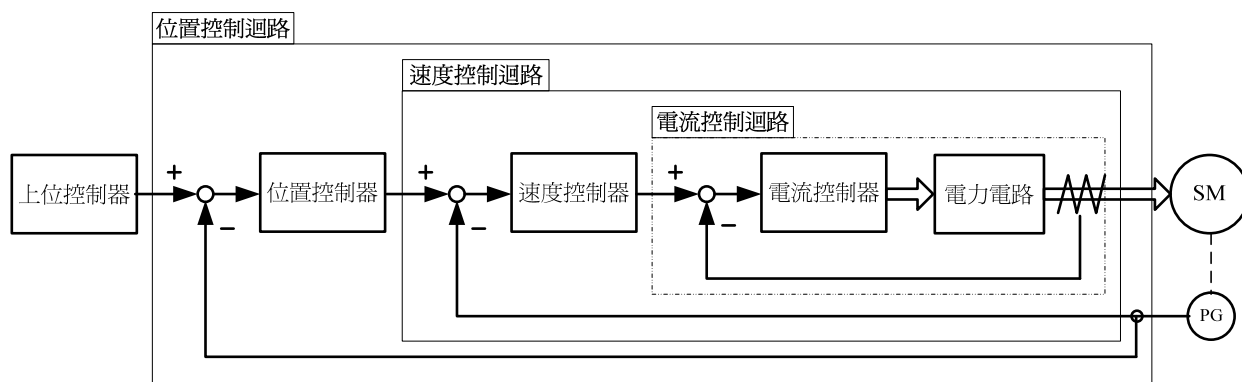 位置控制迴路
速度控制迴路
電流控制迴路
上位控制器
+
位置控制器
+
速度控制器
+
電流控制器
電力電路
SM
−
−
−
PG